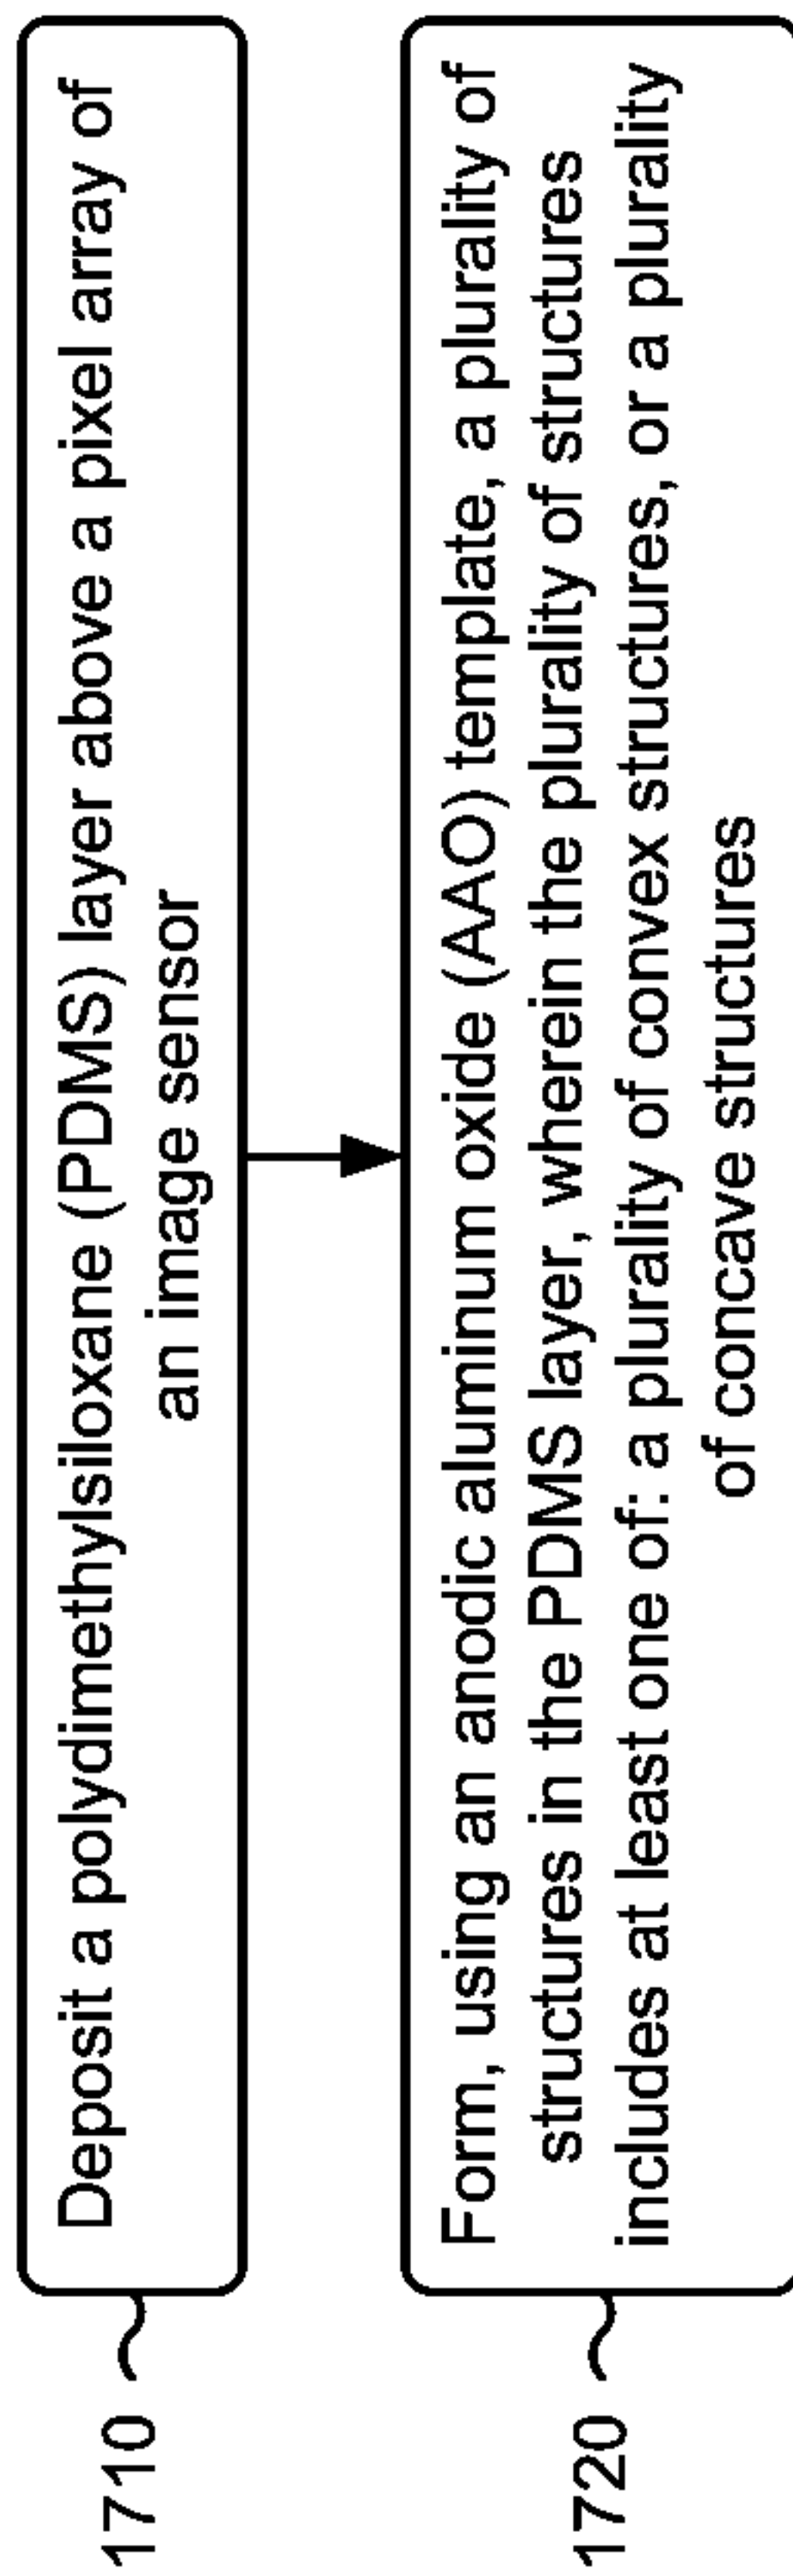 1710
Deposit a polydimethylsiloxane (PDMS) layer above a pixel array of
an image sensor
1720
Form, using an anodic aluminum oxide (AAO) template, a plurality of
structures in the PDMS layer, wherein the plurality of structures
includes at least one of: a plurality of convex structures, or a plurality
of concave structures